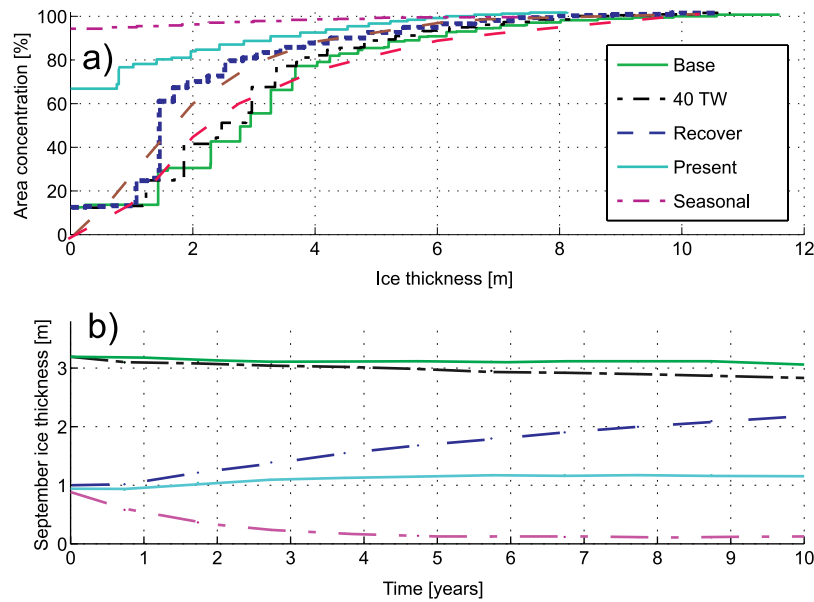 a)
Area concentration [%]
100
80
60
40
20
0
0 2 4 6 8 10 12
Ice thickness [m]
Base
40 TW
Recover
Present
Seasonal
b)
September ice thickness [m]
3
2
1
0
0 1 2 3 4 5 6 7 8 9 10
Time [years]